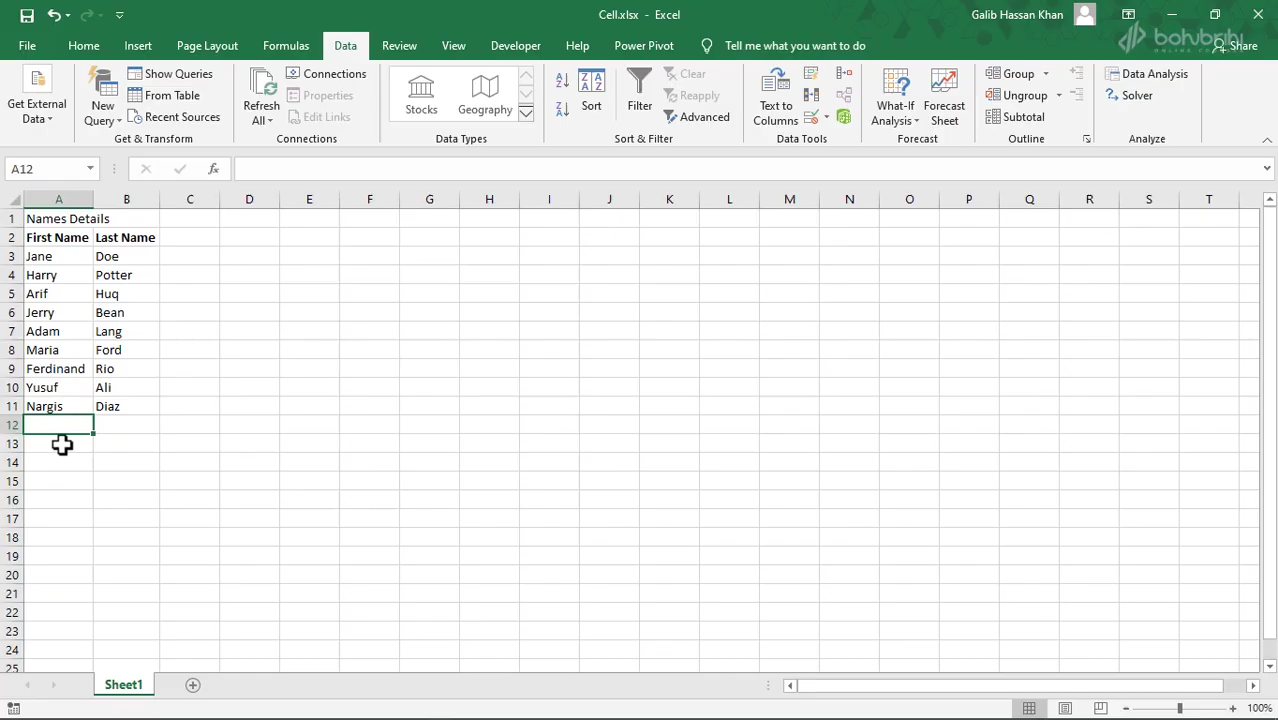 Cell.xlsx - Excel
Galib Hassan Khan
bohubrihi
ONLINE
File Home Insert Page Layout Formulas Data Review View Developer Help Power Pivot Tell me what you want to do Share
Get External Data
New Query
Show Queries
From Table
Recent Sources
Get & Transform
Refresh All
Connections
Properties
Edit Links
Connections
Stocks
Geography
Data Types
A Z
Z A
Z A
A Z
Sort
Filter
Clear
Reapply
Advanced
Sort & Filter
Text to Columns
Data Tools
What-If Analysis
Forecast Sheet
Forecast
Group
Ungroup
Subtotal
Outline
Data Analysis
Solver
Analyze
A12 fx
A B C D E F G H I J K L M N O P Q R S T
1 Names Details
2 First Name Last Name
3 Jane Doe
4 Harry Potter
5 Arif Huq
6 Jerry Bean
7 Adam Lang
8 Maria Ford
9 Ferdinand Rio
10 Yusuf Ali
11 Nargis Diaz
12
13
14
15
16
17
18
19
20
21
22
23
24
25
Sheet1
100%